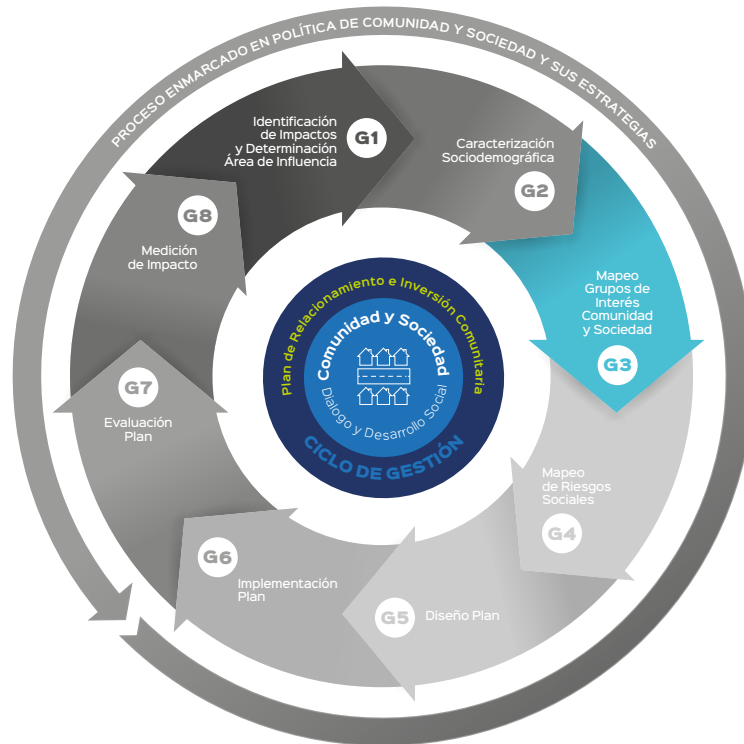 PROCESO ENMARCADO EN POLÍTICA DE COMUNIDAD Y SOCIEDAD Y SUS ESTRATEGIAS
Identificación
de Impactos
y Determinación
Área de Influencia
G1
Caracterización
Sociodemográfica
G2
Mapeo
Grupos de
Interés
Comunidad
y Sociedad
G3
Mapeo
de Riesgos
Sociales
G4
G5
Diseño Plan
G6
Implementación
Plan
G7
Evaluación
Plan
G8
Medición
de Impacto
Plan de Relacionamiento e Inversión Comunitaria
Comunidad y Sociedad
Dialogo y Desarrollo Social
CICLO DE GESTIÓN